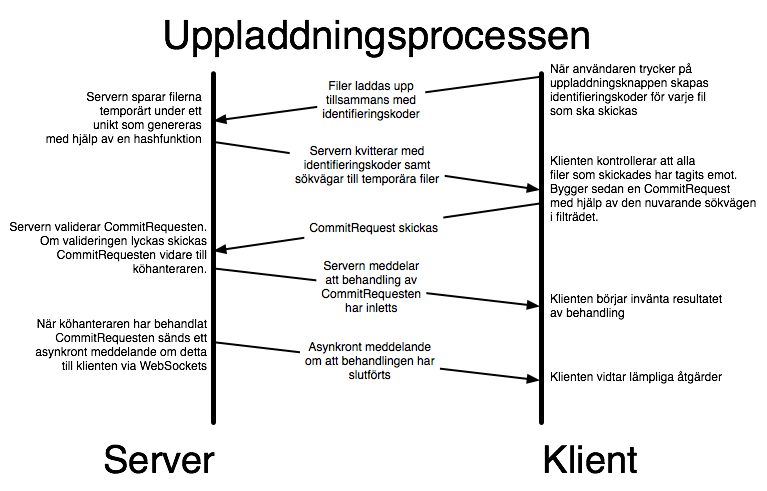 Uppladdningsprocessen
När användaren trycker på
uppladdningsknappen skapas
identifieringskoder för varje fil
som ska skickas
Filer laddas upp
tillsammans med
identifieringskoder
Servern sparar filerna
temporärt under ett
unikt som genereras
med hjälp av en hashfunktion
Servern kvitterar med
identifieringskoder samt
sökvägar till temporära filer
Klienten kontrollerar att alla
filer som skickades har tagits emot.
Bygger sedan en CommitRequest
med hjälp av den nuvarande sökvägen
i filträdet.
CommitRequest skickas
Servern validerar CommitRequesten.
Om valideringen lyckas skickas
CommitRequesten vidare till
köhanteraren.
Servern meddelar
att behandling av
CommitRequesten
har inletts
Klienten börjar invänta resultatet
av behandling
När köhanteraren har behandlat
CommitRequesten sänds ett
asynkront meddelande om detta
till klienten via WebSockets
Asynkront meddelande
om att behandlingen har
slutförts
Klienten vidtar lämpliga åtgärder
Server
Klient